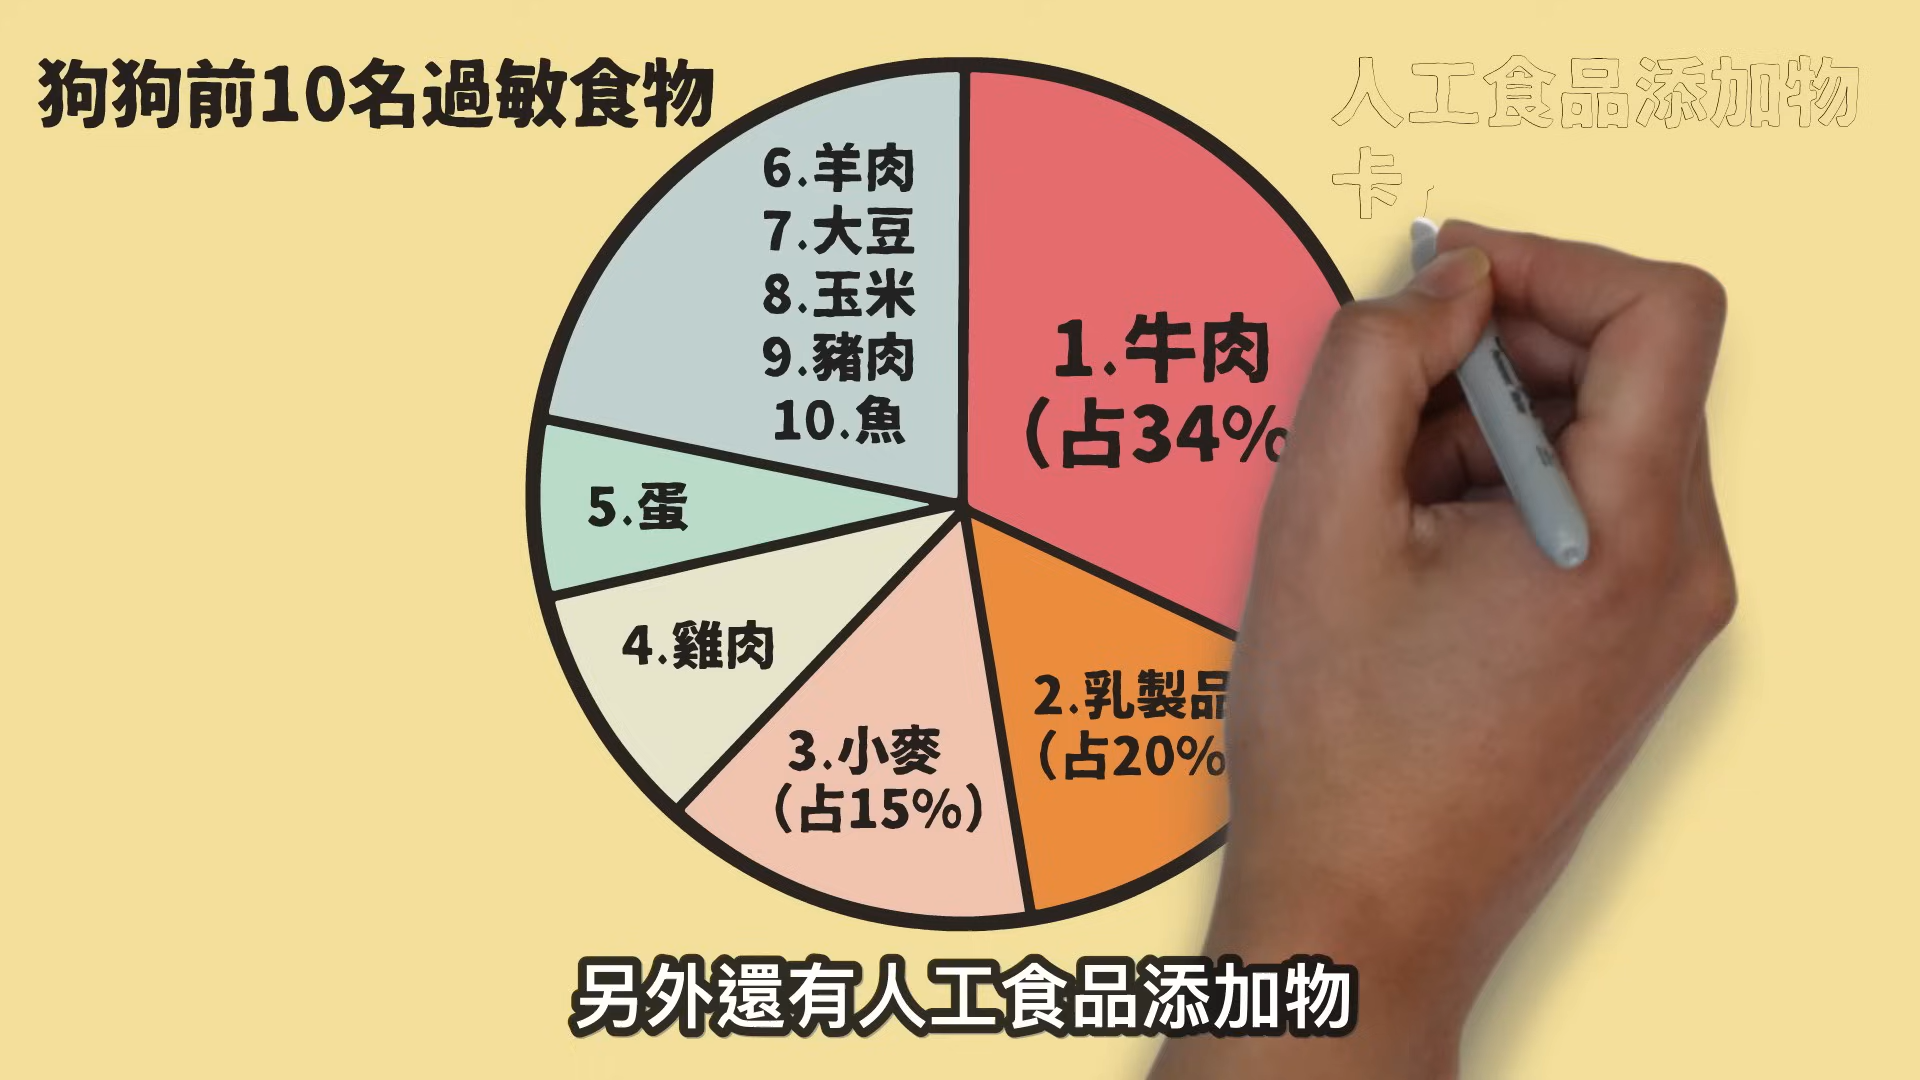 狗狗前10名過敏食物
人工食品添加物
卡
6.羊肉
7.大豆
8.玉米
9.豬肉
10.魚
1.牛肉
（占34%
5.蛋
4.雞肉
2.乳製品
（占20%
3.小麥
（占15%）
另外還有人工食品添加物